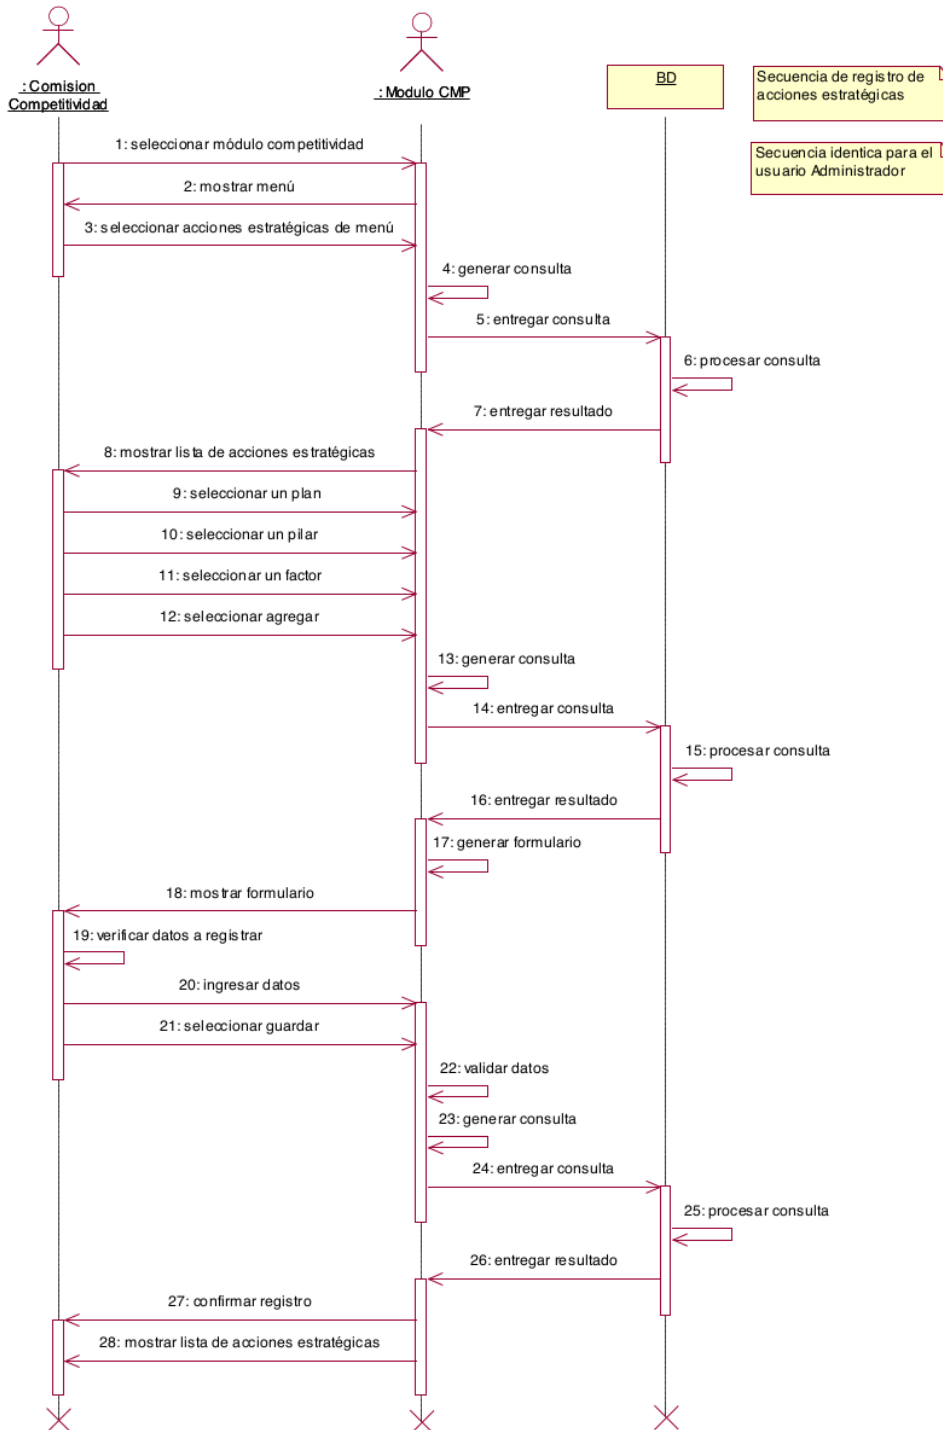 : Comision
Competitividad
: Modulo CMP
BD
Secuencia de registro de
acciones estratégicas
Secuencia identica para el
usuario Administrador
1: seleccionar módulo competitividad
2: mostrar menú
3: seleccionar acciones estratégicas de menú
4: generar consulta
5: entregar consulta
6: procesar consulta
7: entregar resultado
8: mostrar lista de acciones estratégicas
9: seleccionar un plan
10: seleccionar un pilar
11: seleccionar un factor
12: seleccionar agregar
13: generar consulta
14: entregar consulta
15: procesar consulta
16: entregar resultado
17: generar formulario
18: mostrar formulario
19: verificar datos a registrar
20: ingresar datos
21: seleccionar guardar
22: validar datos
23: generar consulta
24: entregar consulta
25: procesar consulta
26: entregar resultado
27: confirmar registro
28: mostrar lista de acciones estratégicas